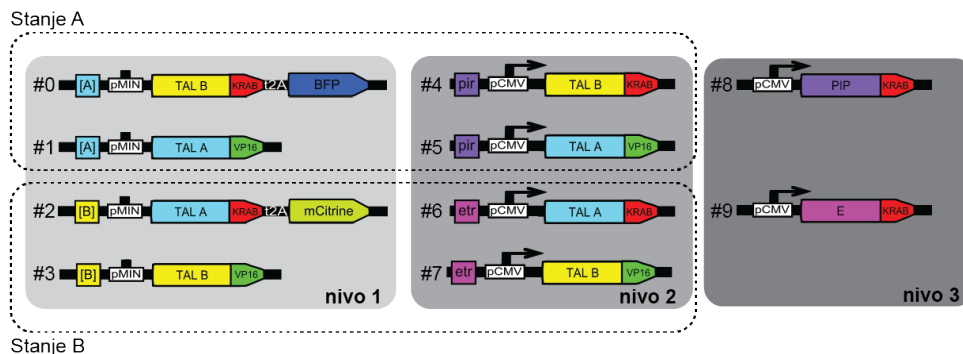 Stanje A
#0 [A] pMIN TAL B KRAB t2A BFP
#4 pir pCMV TAL B KRAB
#8 pCMV PIP KRAB
#1 [A] pMIN TAL A VP16
#5 pir pCMV TAL A VP16
#2 [B] pMIN TAL A KRAB t2A mCitrine
#6 etr pCMV TAL A KRAB
#9 pCMV E KRAB
#3 [B] pMIN TAL B VP16
#7 etr pCMV TAL B VP16
nivo 1
nivo 2
nivo 3
Stanje B